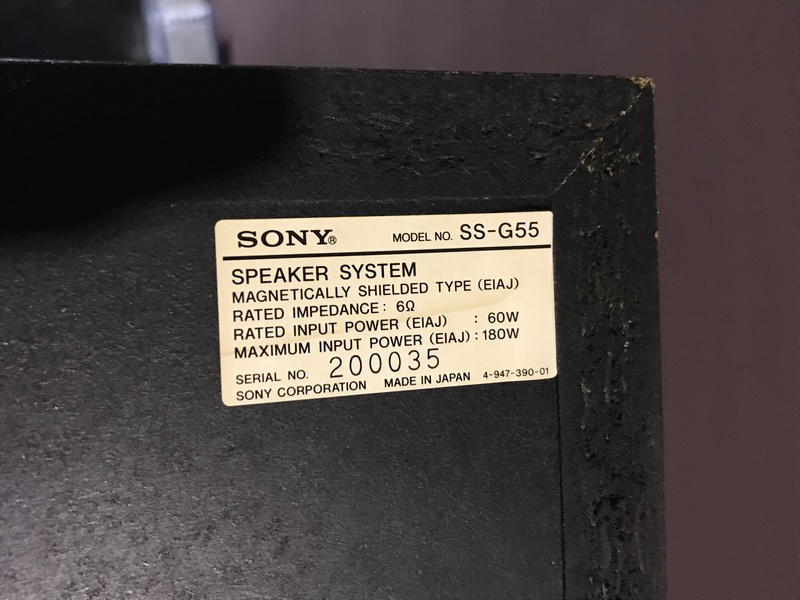 SONY® MODEL NO. SS-G55
SPEAKER SYSTEM
MAGNETICALLY SHIELDED TYPE (EIAJ)
RATED IMPEDANCE: 6Ω
RATED INPUT POWER (EIAJ) : 60W
MAXIMUM INPUT POWER (EIAJ) : 180W
SERIAL NO. 200035
SONY CORPORATION MADE IN JAPAN 4-947-390-01